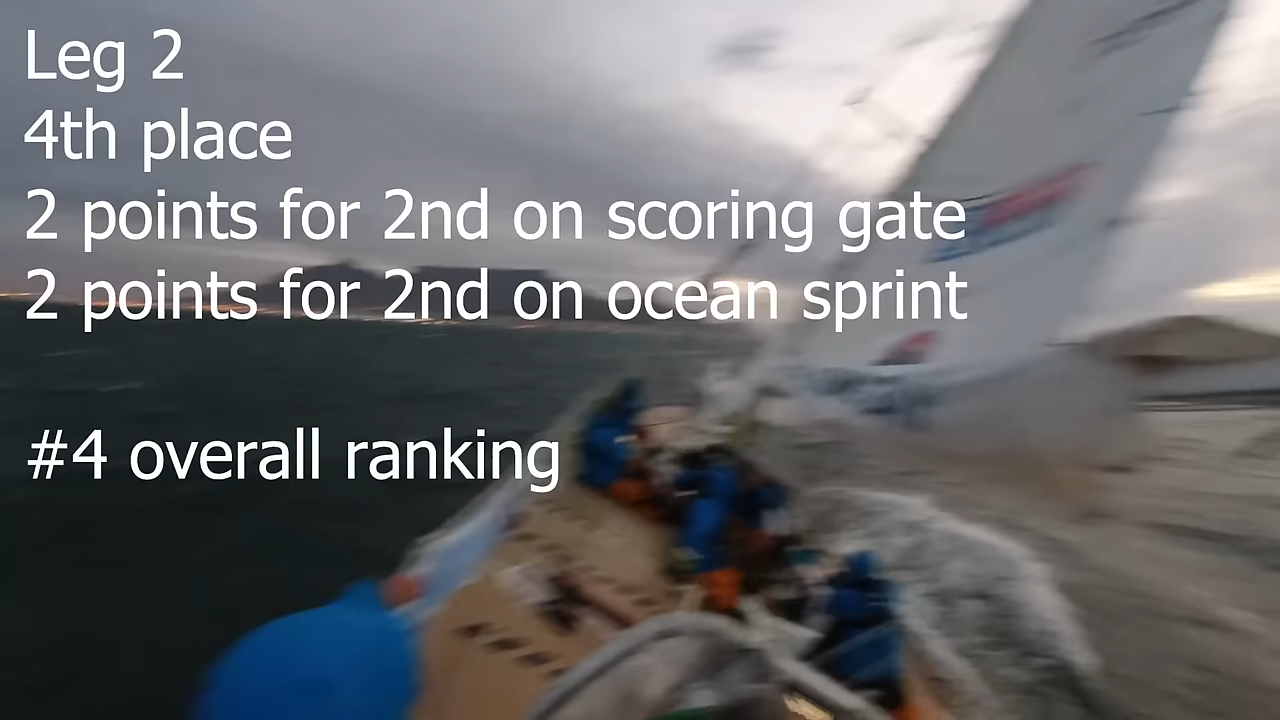 Leg 2
4th place
2 points for 2nd on scoring gate
2 points for 2nd on ocean sprint
#4 overall ranking